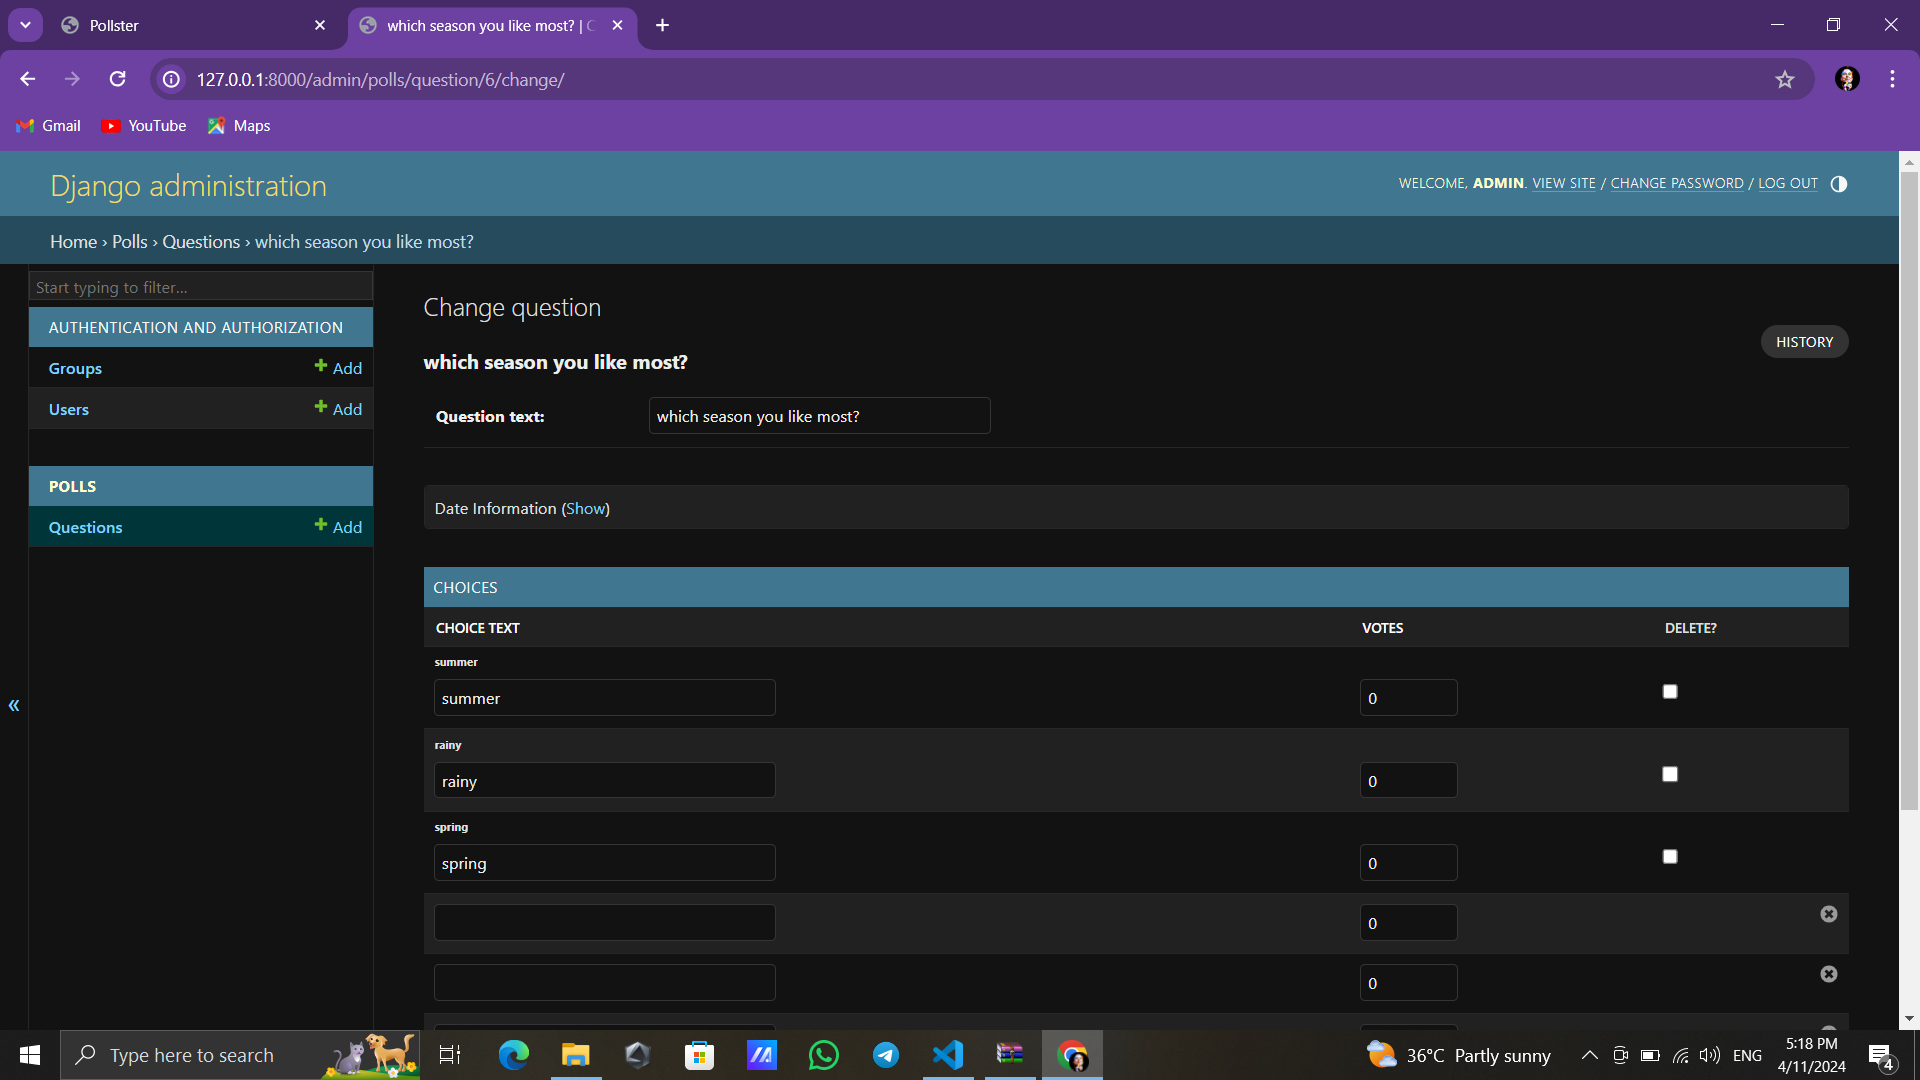 Pollster
which season you like most? | C
127.0.0.1:8000/admin/polls/question/6/change/
Gmail
YouTube
Maps
Django administration
WELCOME, ADMIN. VIEW SITE / CHANGE PASSWORD / LOG OUT
Home › Polls › Questions › which season you like most?
Start typing to filter...
AUTHENTICATION AND AUTHORIZATION
Groups
Add
Users
Add
POLLS
Questions
Add
«
Change question
HISTORY
which season you like most?
Question text:
which season you like most?
Date Information (Show)
CHOICES
CHOICE TEXT
VOTES
DELETE?
summer
summer
0
rainy
rainy
0
spring
spring
0
0
0
Type here to search
36°C Partly sunny
ENG
5:18 PM
4/11/2024
4